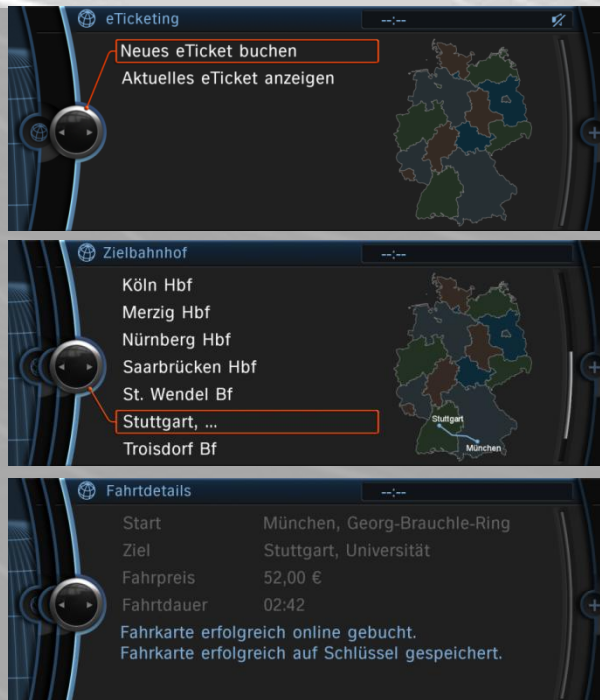 eTicketing --:--
Neues eTicket buchen
Aktuelles eTicket anzeigen
Zielbahnhof --:--
Köln Hbf
Merzig Hbf
Nürnberg Hbf
Saarbrücken Hbf
St. Wendel Bf
Stuttgart, ...
Troisdorf Bf
Stuttgart
München
Fahrtdetails --:--
Start München, Georg-Brauchle-Ring
Ziel Stuttgart, Universität
Fahrpreis 52,00 €
Fahrtdauer 02:42
Fahrkarte erfolgreich online gebucht.
Fahrkarte erfolgreich auf Schlüssel gespeichert.